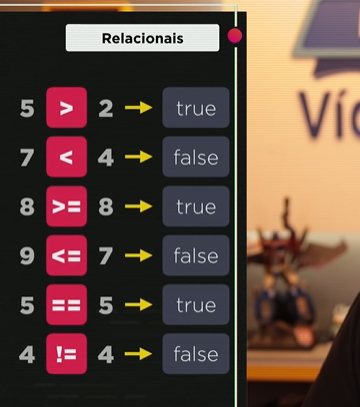 Relacionais
5 > 2 → true
7 < 4 → false
8 >= 8 → true
9 <= 7 → false
5 == 5 → true
4 != 4 → false